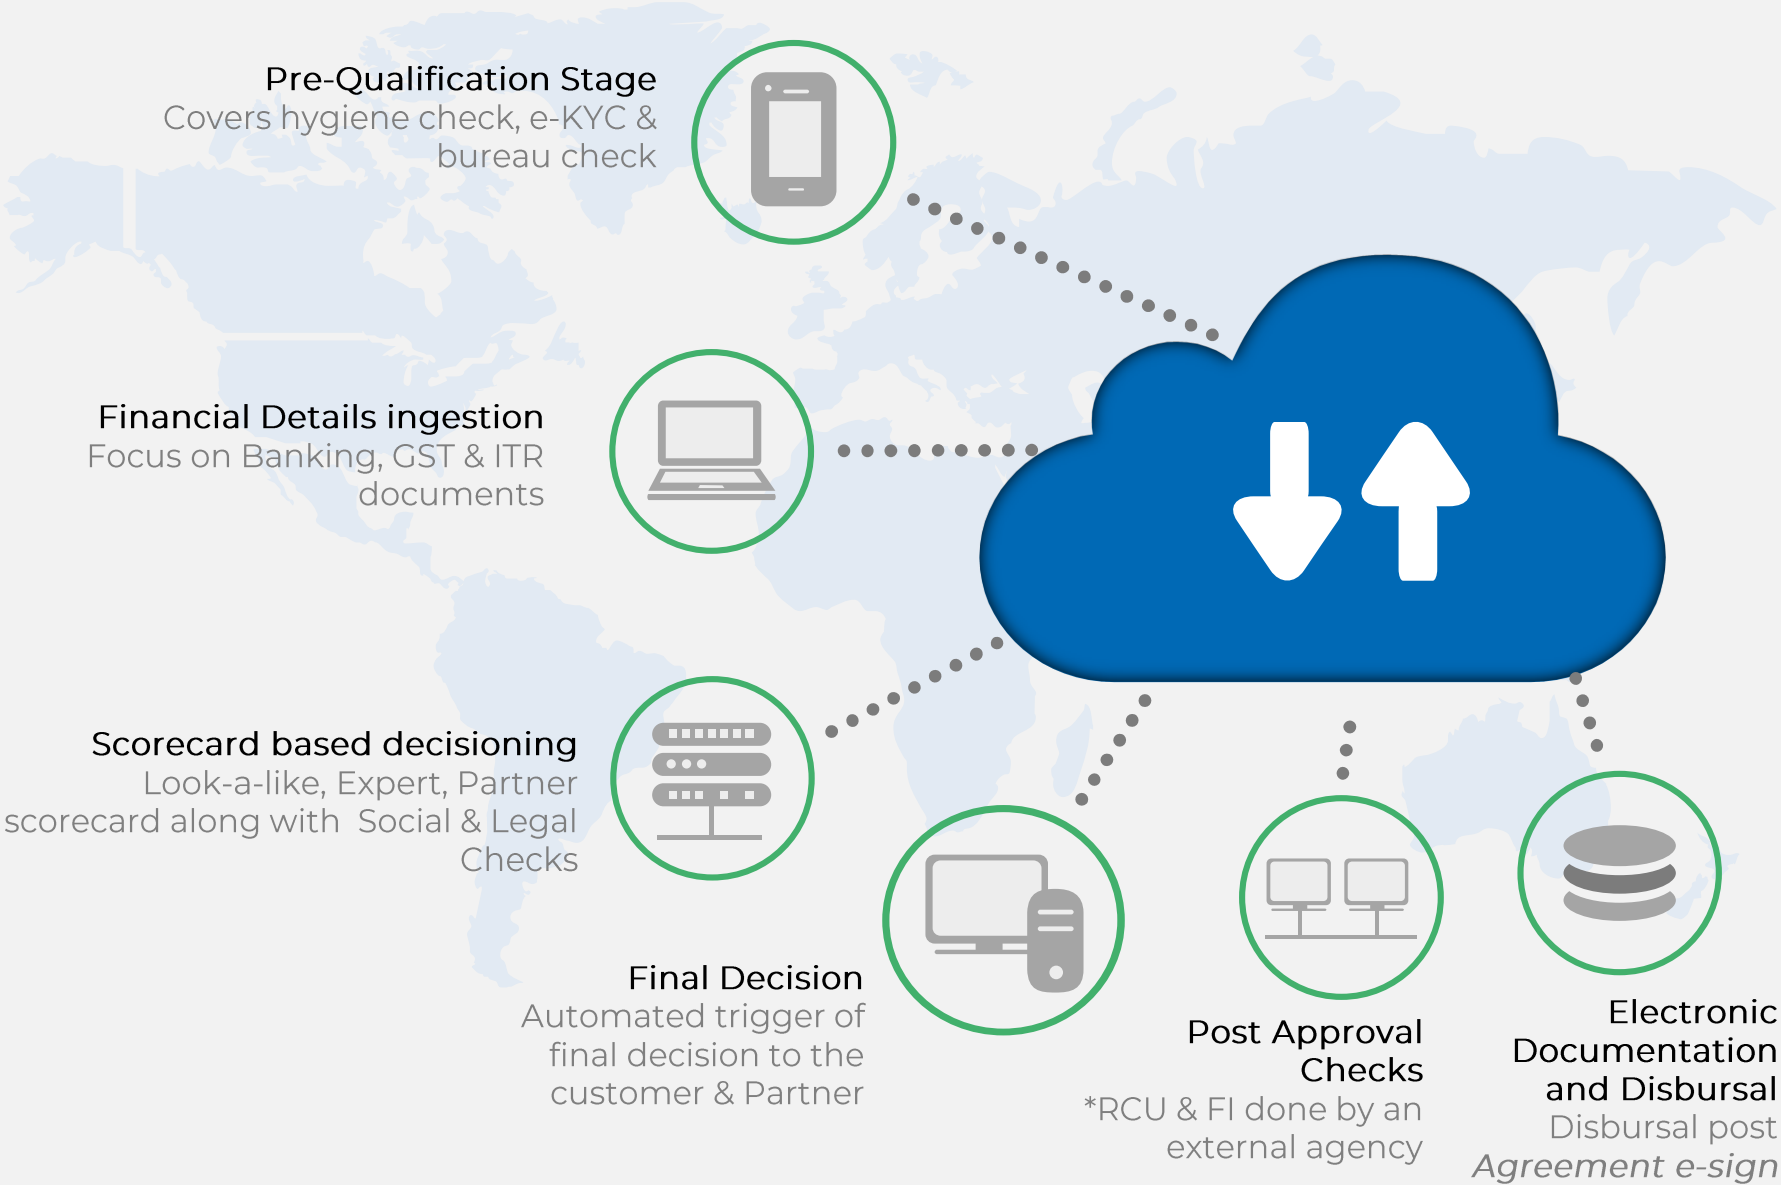 Pre-Qualification Stage
Covers hygiene check, e-KYC &
bureau check
Financial Details ingestion
Focus on Banking, GST & ITR
documents
Scorecard based decisioning
Look-a-like, Expert, Partner
scorecard along with Social & Legal
Checks
Final Decision
Automated trigger of
final decision to the
customer & Partner
Post Approval
Checks
*RCU & FI done by an
external agency
Electronic
Documentation
and Disbursal
Disbursal post
Agreement e-sign